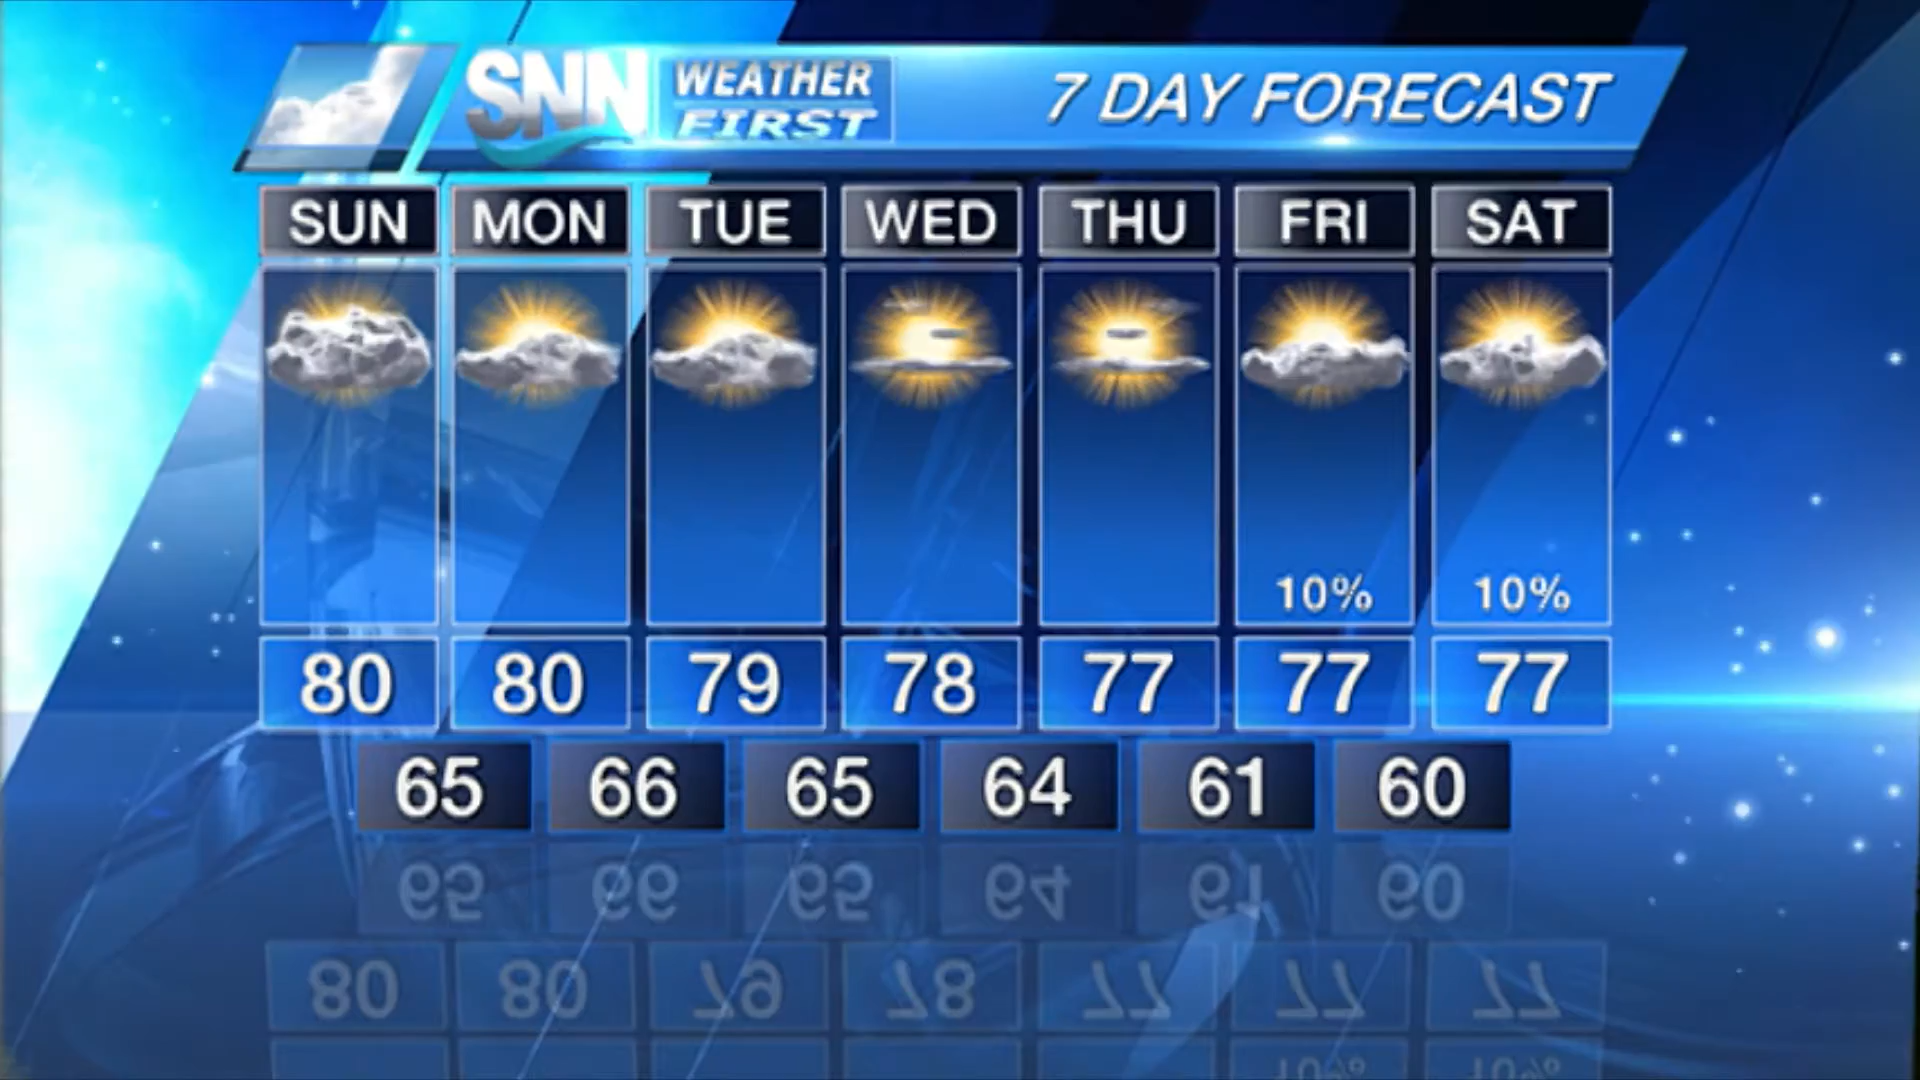 SNN WEATHER FIRST 7 DAY FORECAST
SUN MON TUE WED THU FRI SAT
10% 10%
80 80 79 78 77 77 77
65 66 65 64 61 60